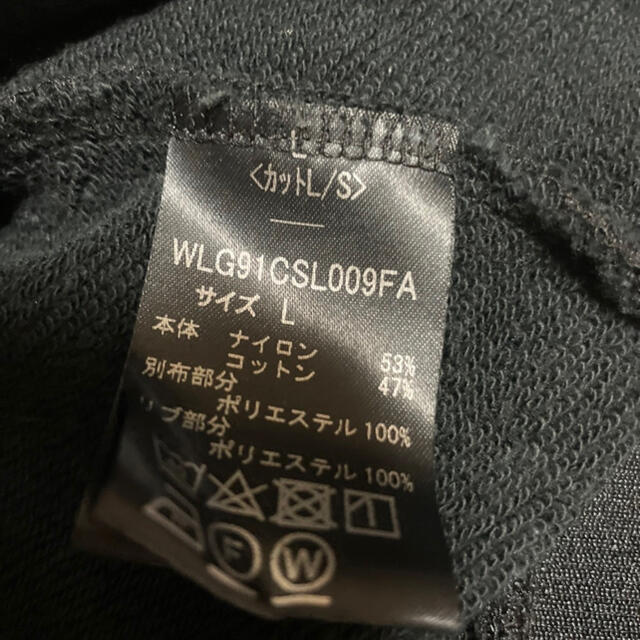 L
<カットL/S>
WLG91CSL009FA
サイズ L
本体 ナイロン 53%
コットン 47%
別布部分
ポリエステル 100%
リブ部分
ポリエステル 100%
F W